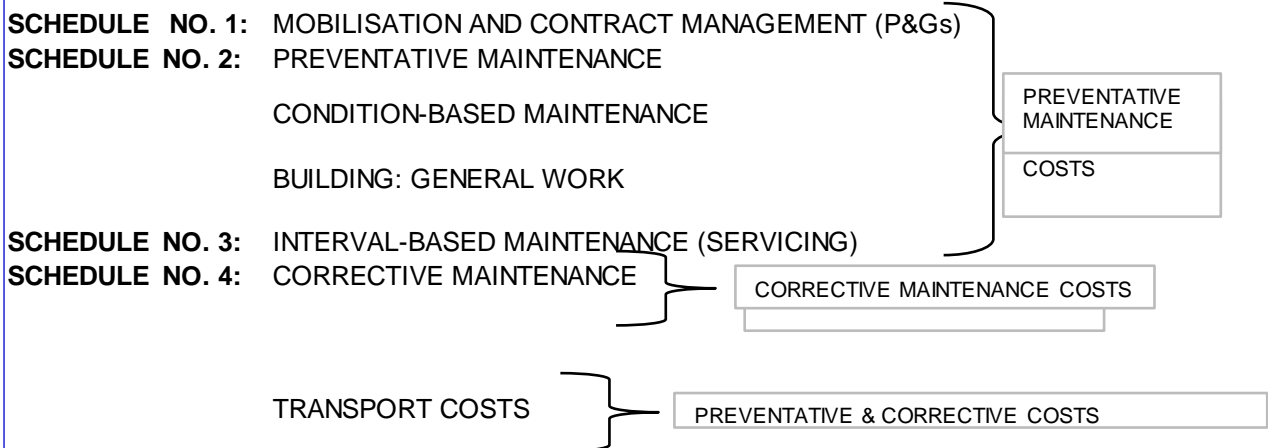 SCHEDULE NO. 1: MOBILISATION AND CONTRACT MANAGEMENT (P&Gs)
SCHEDULE NO. 2: PREVENTATIVE MAINTENANCE
CONDITION-BASED MAINTENANCE
PREVENTATIVE
MAINTENANCE
COSTS
BUILDING: GENERAL WORK
SCHEDULE NO. 3: INTERVAL-BASED MAINTENANCE (SERVICING)
SCHEDULE NO. 4: CORRECTIVE MAINTENANCE
CORRECTIVE MAINTENANCE COSTS
TRANSPORT COSTS
PREVENTATIVE & CORRECTIVE COSTS